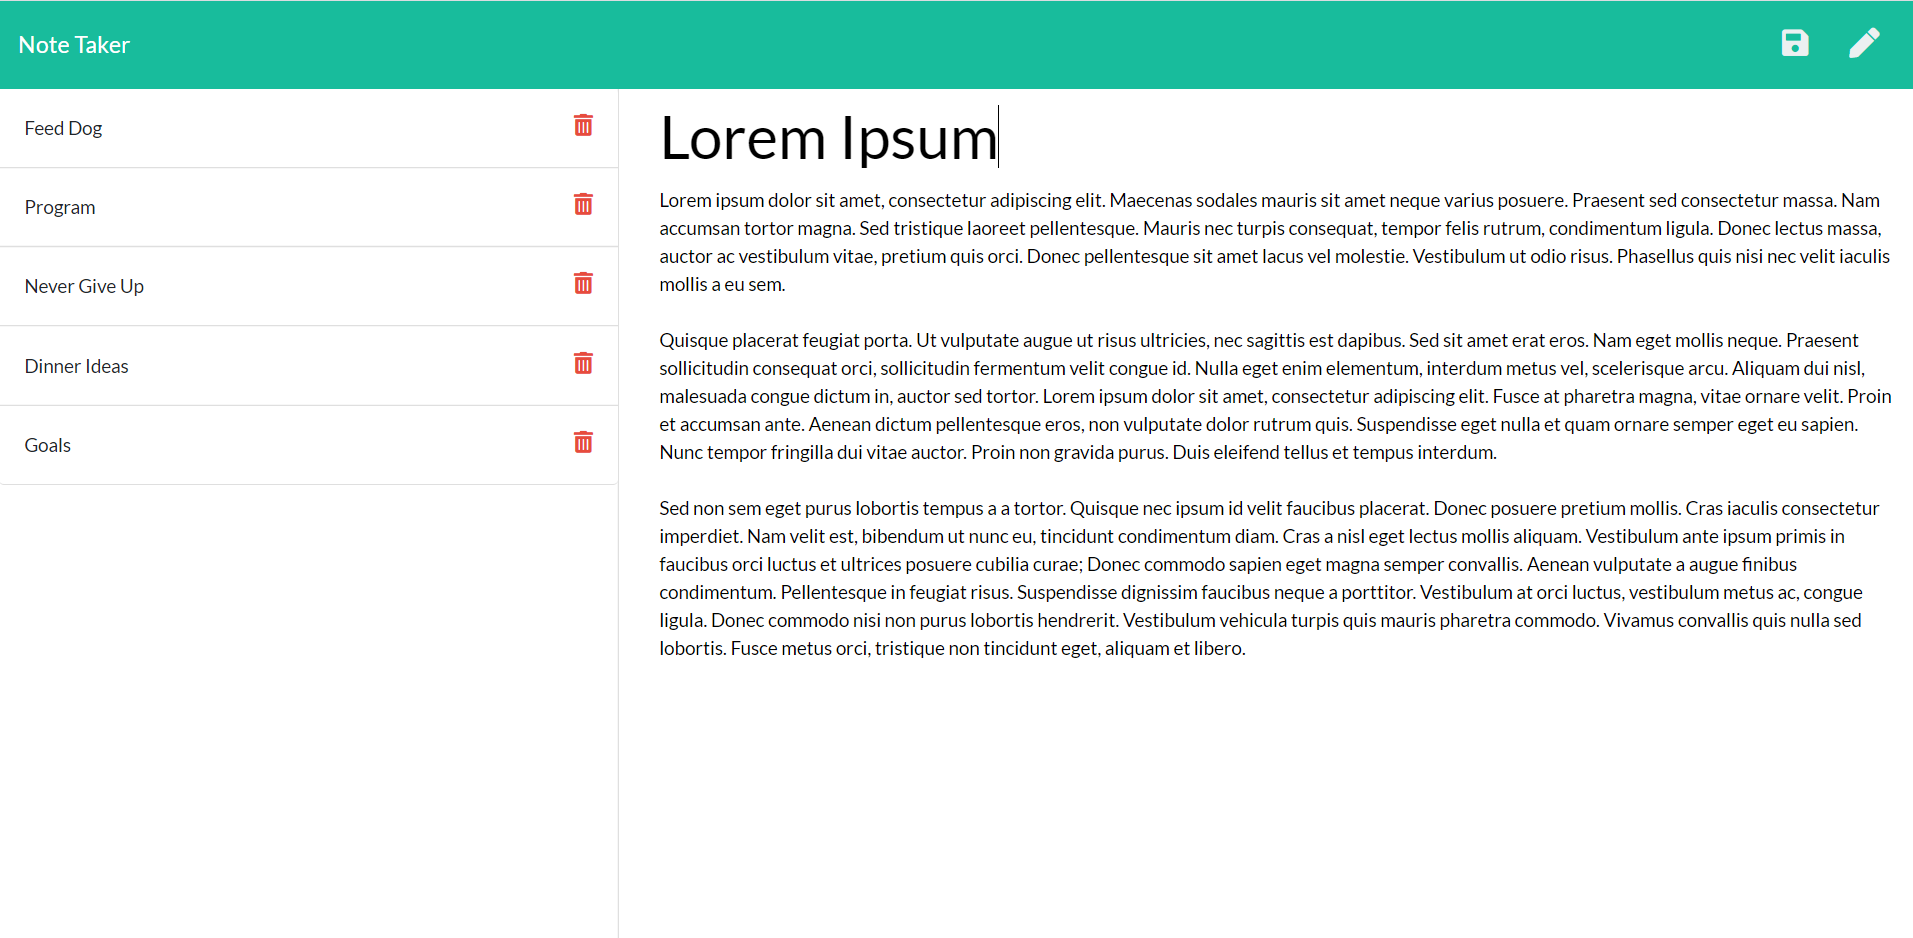 Note Taker
Feed Dog
Program
Never Give Up
Dinner Ideas
Goals
Lorem Ipsum
Lorem ipsum dolor sit amet, consectetur adipiscing elit. Maecenas sodales mauris sit amet neque varius posuere. Praesent sed consectetur massa. Nam
accumsan tortor magna. Sed tristique laoreet pellentesque. Mauris nec turpis consequat, tempor felis rutrum, condimentum ligula. Donec lectus massa,
auctor ac vestibulum vitae, pretium quis orci. Donec pellentesque sit amet lacus vel molestie. Vestibulum ut odio risus. Phasellus quis nisi nec velit iaculis
mollis a eu sem.
Quisque placerat feugiat porta. Ut vulputate augue ut risus ultricies, nec sagittis est dapibus. Sed sit amet erat eros. Nam eget mollis neque. Praesent
sollicitudin consequat orci, sollicitudin fermentum velit congue id. Nulla eget enim elementum, interdum metus vel, scelerisque arcu. Aliquam dui nisl,
malesuada congue dictum in, auctor sed tortor. Lorem ipsum dolor sit amet, consectetur adipiscing elit. Fusce at pharetra magna, vitae ornare velit. Proin
et accumsan ante. Aenean dictum pellentesque eros, non vulputate dolor rutrum quis. Suspendisse eget nulla et quam ornare semper eget eu sapien.
Nunc tempor fringilla dui vitae auctor. Proin non gravida purus. Duis eleifend tellus et tempus interdum.
Sed non sem eget purus lobortis tempus a a tortor. Quisque nec ipsum id velit faucibus placerat. Donec posuere pretium mollis. Cras iaculis consectetur
imperdiet. Nam velit est, bibendum ut nunc eu, tincidunt condimentum diam. Cras a nisl eget lectus mollis aliquam. Vestibulum ante ipsum primis in
faucibus orci luctus et ultrices posuere cubilia curae; Donec commodo sapien eget magna semper convallis. Aenean vulputate a augue finibus
condimentum. Pellentesque in feugiat risus. Suspendisse dignissim faucibus neque a porttitor. Vestibulum at orci luctus, vestibulum metus ac, congue
ligula. Donec commodo nisi non purus lobortis hendrerit. Vestibulum vehicula turpis quis mauris pharetra commodo. Vivamus convallis quis nulla sed
lobortis. Fusce metus orci, tristique non tincidunt eget, aliquam et libero.